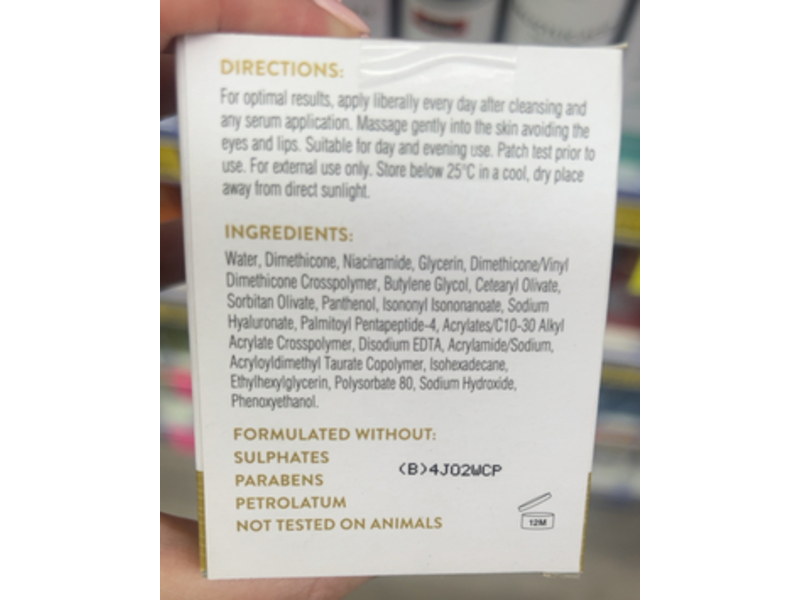 DIRECTIONS:
For optimal results, apply liberally every day after cleansing and
any serum application. Massage gently into the skin avoiding the
eyes and lips. Suitable for day and evening use. Patch test prior to
use. For external use only. Store below 25°C in a cool, dry place
away from direct sunlight.
INGREDIENTS:
Water, Dimethicone, Niacinamide, Glycerin, Dimethicone/Vinyl
Dimethicone Crosspolymer, Butylene Glycol, Cetearyl Olivate,
Sorbitan Olivate, Panthenol, Isononyl Isononanoate, Sodium
Hyaluronate, Palmitoyl Pentapeptide-4, Acrylates/C10-30 Alkyl
Acrylate Crosspolymer, Disodium EDTA, Acrylamide/Sodium,
Acryloyldimethyl Taurate Copolymer, Isohexadecane,
Ethylhexylglycerin, Polysorbate 80, Sodium Hydroxide,
Phenoxyethanol.
FORMULATED WITHOUT:
SULPHATES
PARABENS
PETROLATUM
NOT TESTED ON ANIMALS
(B)4J02WCP
12M